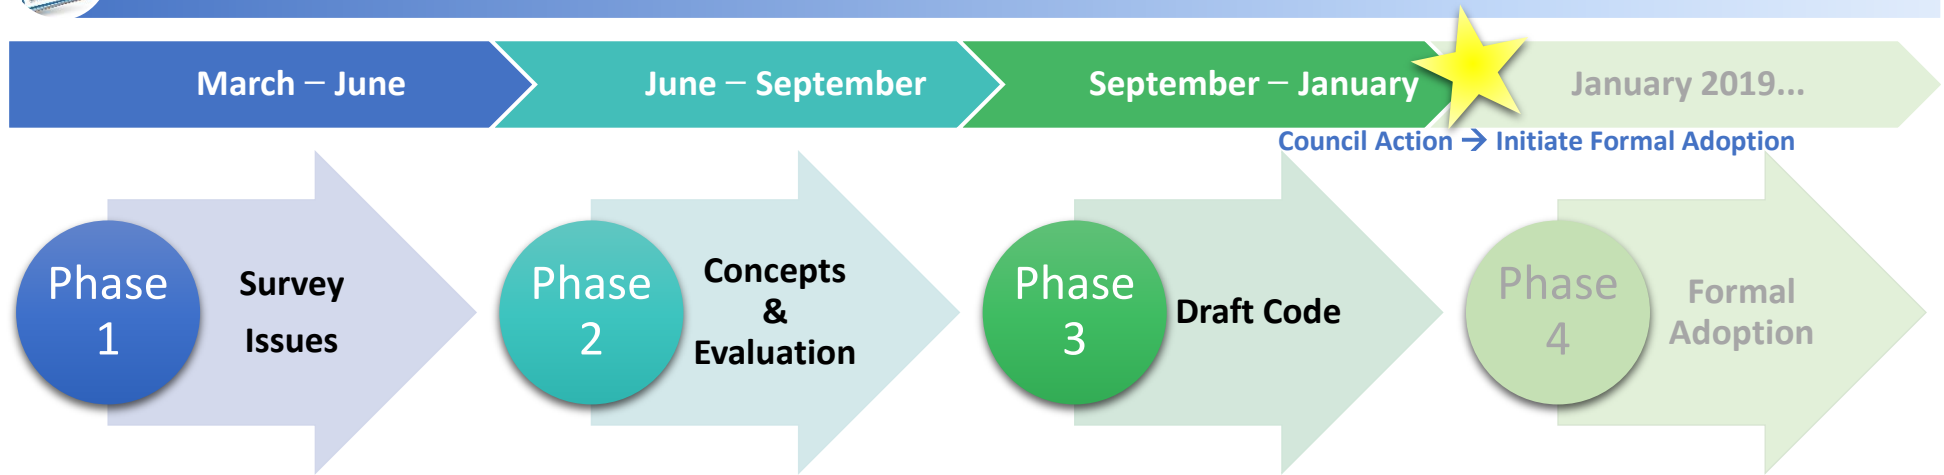 March – June
June – September
September – January
January 2019...
Council Action → Initiate Formal Adoption
Phase
1
Survey
Issues
Phase
2
Concepts
&
Evaluation
Phase
3
Draft Code
Phase
4
Formal
Adoption